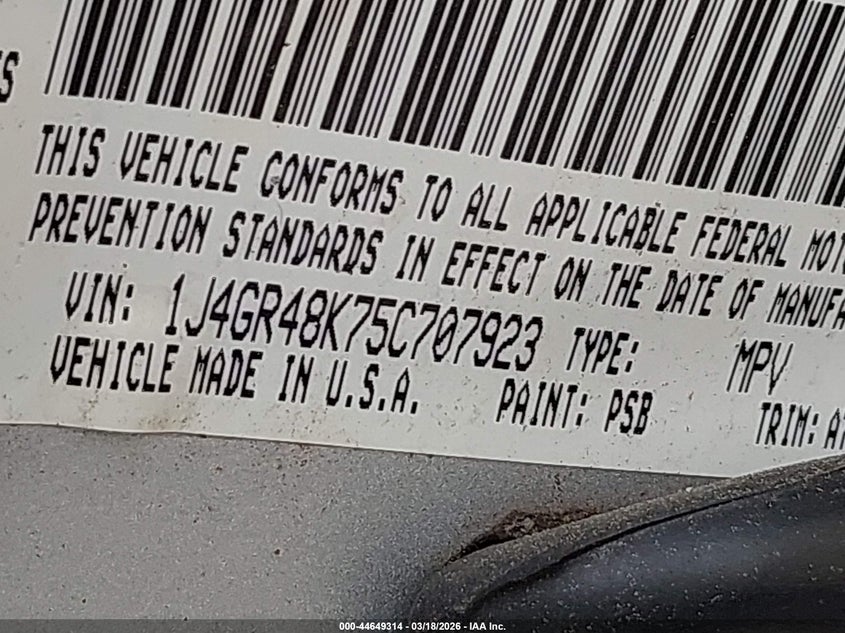 THIS VEHICLE CONFORMS TO ALL APPLICABLE FEDERAL
PREVENTION STANDARDS IN EFFECT ON THE DATE OF
VIN: 1J4GR48K75C707923 TYPE: MPV
VEHICLE MADE IN U.S.A. PAINT: PSB TRIM:
000-44649314 - 03/18/2026 - IAA Inc.